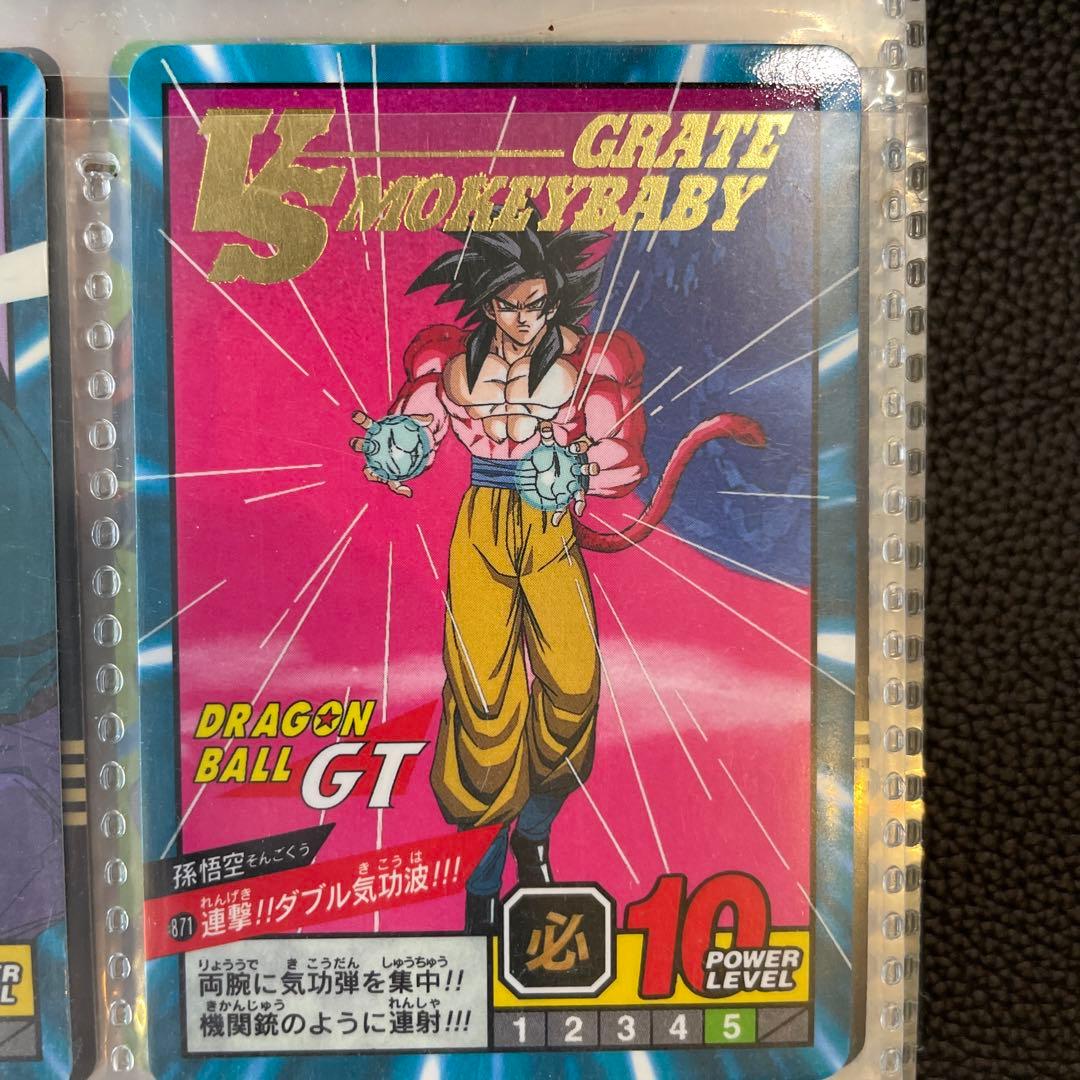 VS GRATE
MOKEYBABY
DRAGON
BALL GT
孫悟空そんごくう
れんげき きこうは
871 連撃!!ダブル気功波!!!
りょううで きこうだん しゅうちゅう
両腕に気功弾を集中!!
きかんじゅう れんしゃ
機関銃のように連射!!!
必
10
POWER
LEVEL
1 2 3 4 5
ER
L